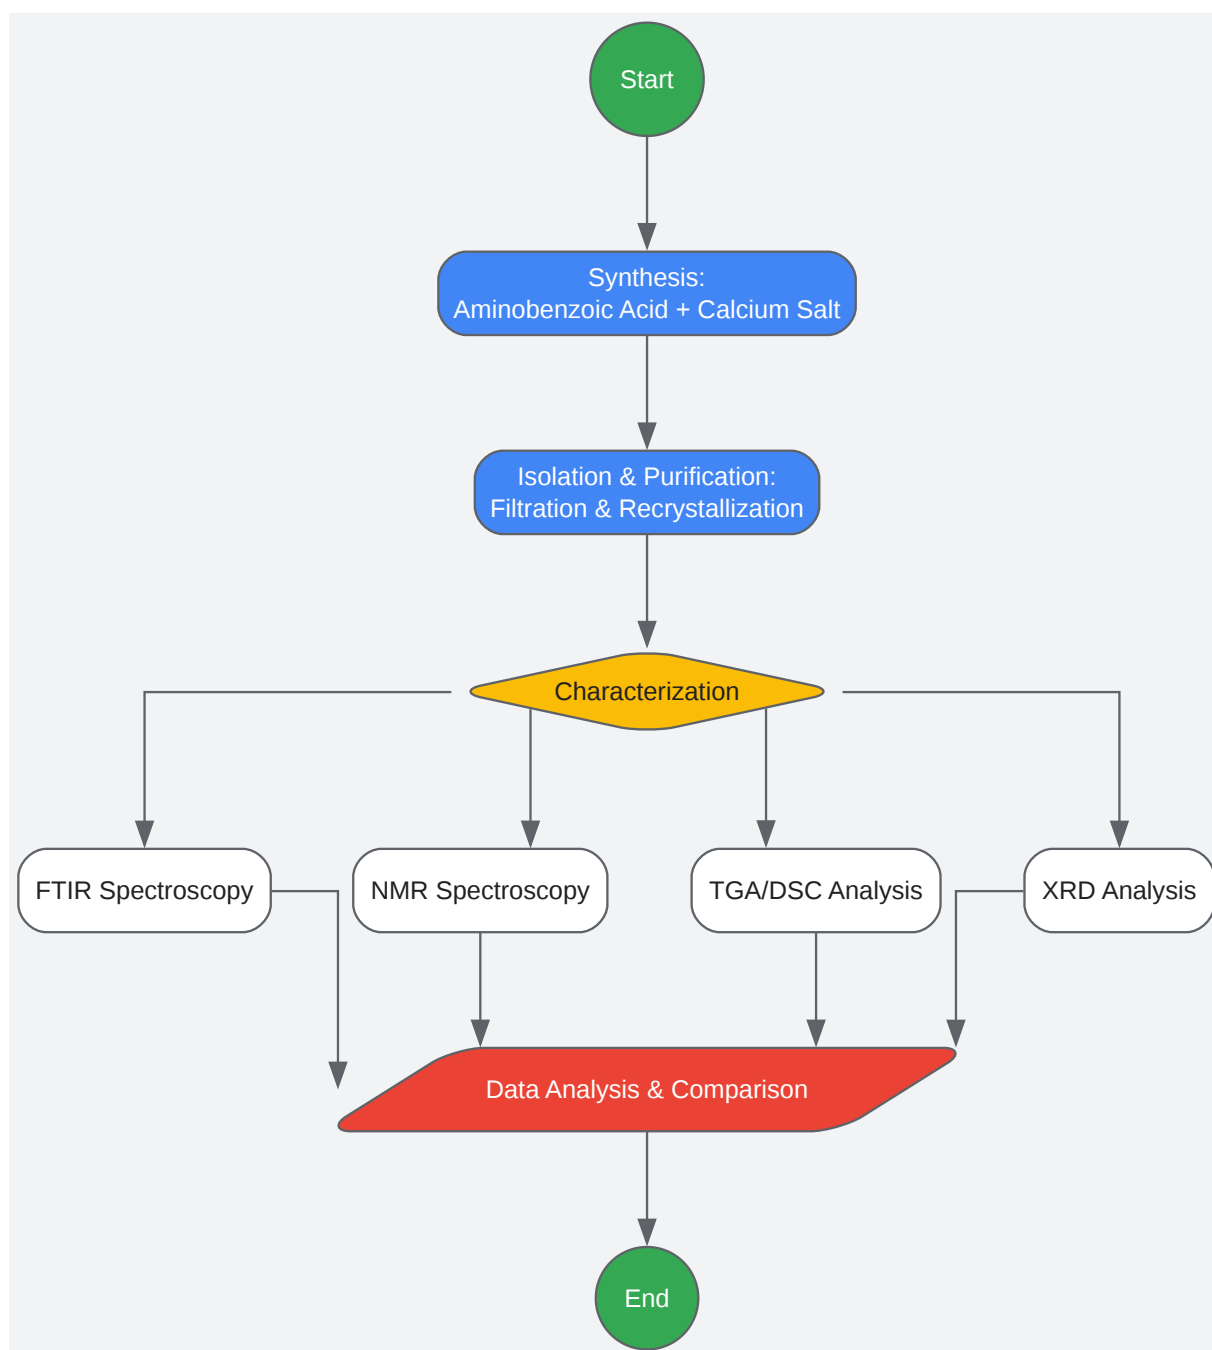 Start
Synthesis:
Aminobenzoic Acid + Calcium Salt
Isolation & Purification:
Filtration & Recrystallization
Characterization
FTIR Spectroscopy
NMR Spectroscopy
TGA/DSC Analysis
XRD Analysis
Data Analysis & Comparison
End